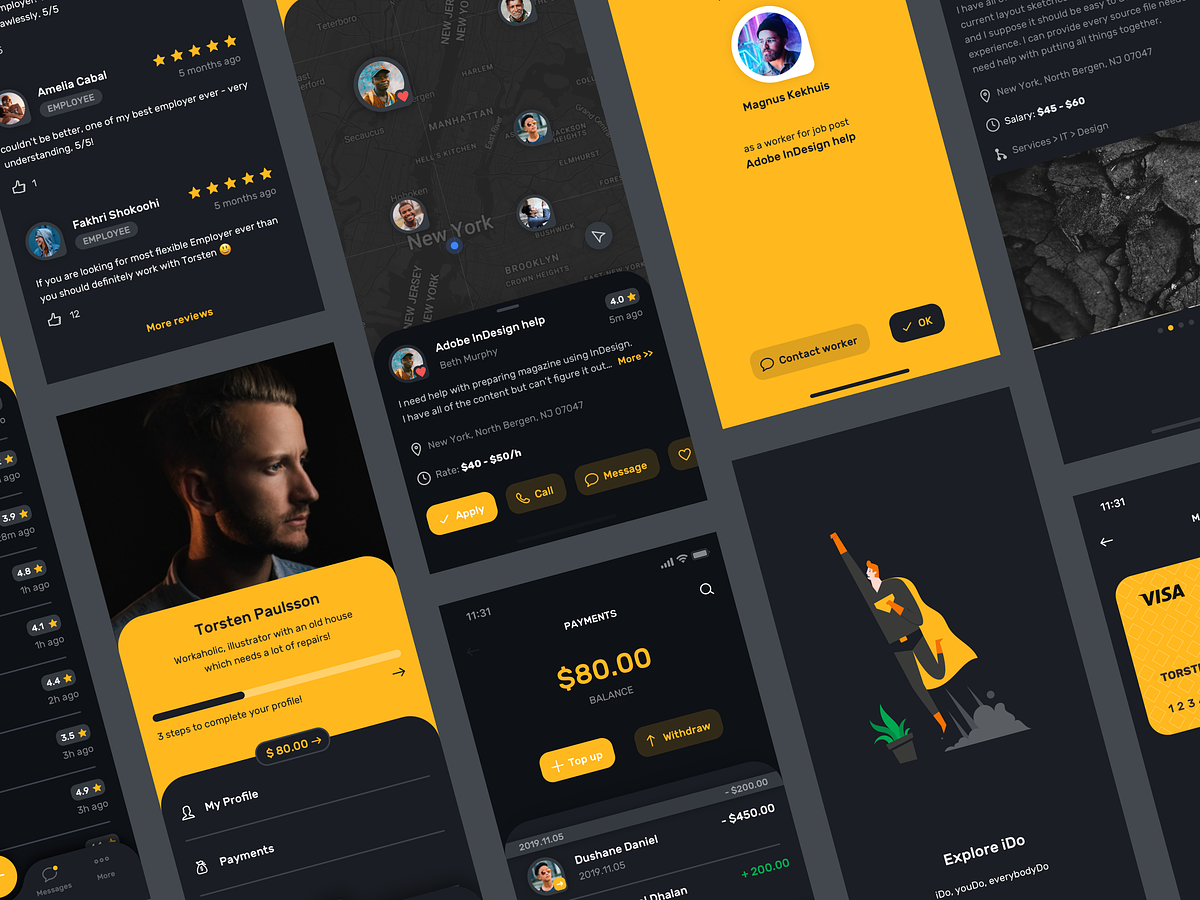 awlessly. 5/5
5 months ago
Amelia Cabal
EMPLOYEE
couldn't be better, one of my best employer ever - very
understanding, 5/5!
1
5 months ago
Fakhri Shokoohi
EMPLOYEE
If you are looking for most flexible Employer ever than
you should definitely work with Torsten 😃
12
More reviews
3.9
28m ago
4.8
1h ago
4.1
1h ago
4.4
2h ago
3.5
3h ago
4.9
3h ago
Messages
More
Torsten Paulsson
Workaholic, illustrator with an old house
which needs a lot of repairs!
3 steps to complete your profile!
$ 80.00 →
My Profile
Payments
Teterboro
NEW JER
NEW YO
HARLEM
MANHATTAN
Secaucus
East River
JACKSON
HEIGHTS
HELL'S KITCHEN
ELMHURST
Hoboken
New York
BUSHWICK
BROOKLYN
CROWN HEIGHTS
EAST NEW YORK
NEW JERSEY
NEW YORK
4.0
5m ago
Adobe InDesign help
Beth Murphy
I need help with preparing magazine using InDesign.
I have all of the content but can't figure it out... More >>
New York, North Bergen, NJ 07047
Rate: $40 - $50/h
Apply
Call
Message
11:31
PAYMENTS
$80.00
BALANCE
Top up
Withdraw
2019.11.05
- $200.00
Dushane Daniel
- $450.00
2019.11.05
l Dhalan
+ 200.00
Magnus Kekhuis
as a worker for job post
Adobe InDesign help
Contact worker
OK
Explore iDo
iDo, youDo, everybodyDo
I have all of
current layout sketche
and I suppose it should be easy to
experience. I can provide every source file need
need help with putting all things together.
New York, North Bergen, NJ 07047
Salary: $45 - $60
Services > IT > Design
11:31
VISA
TORST
1 2 3